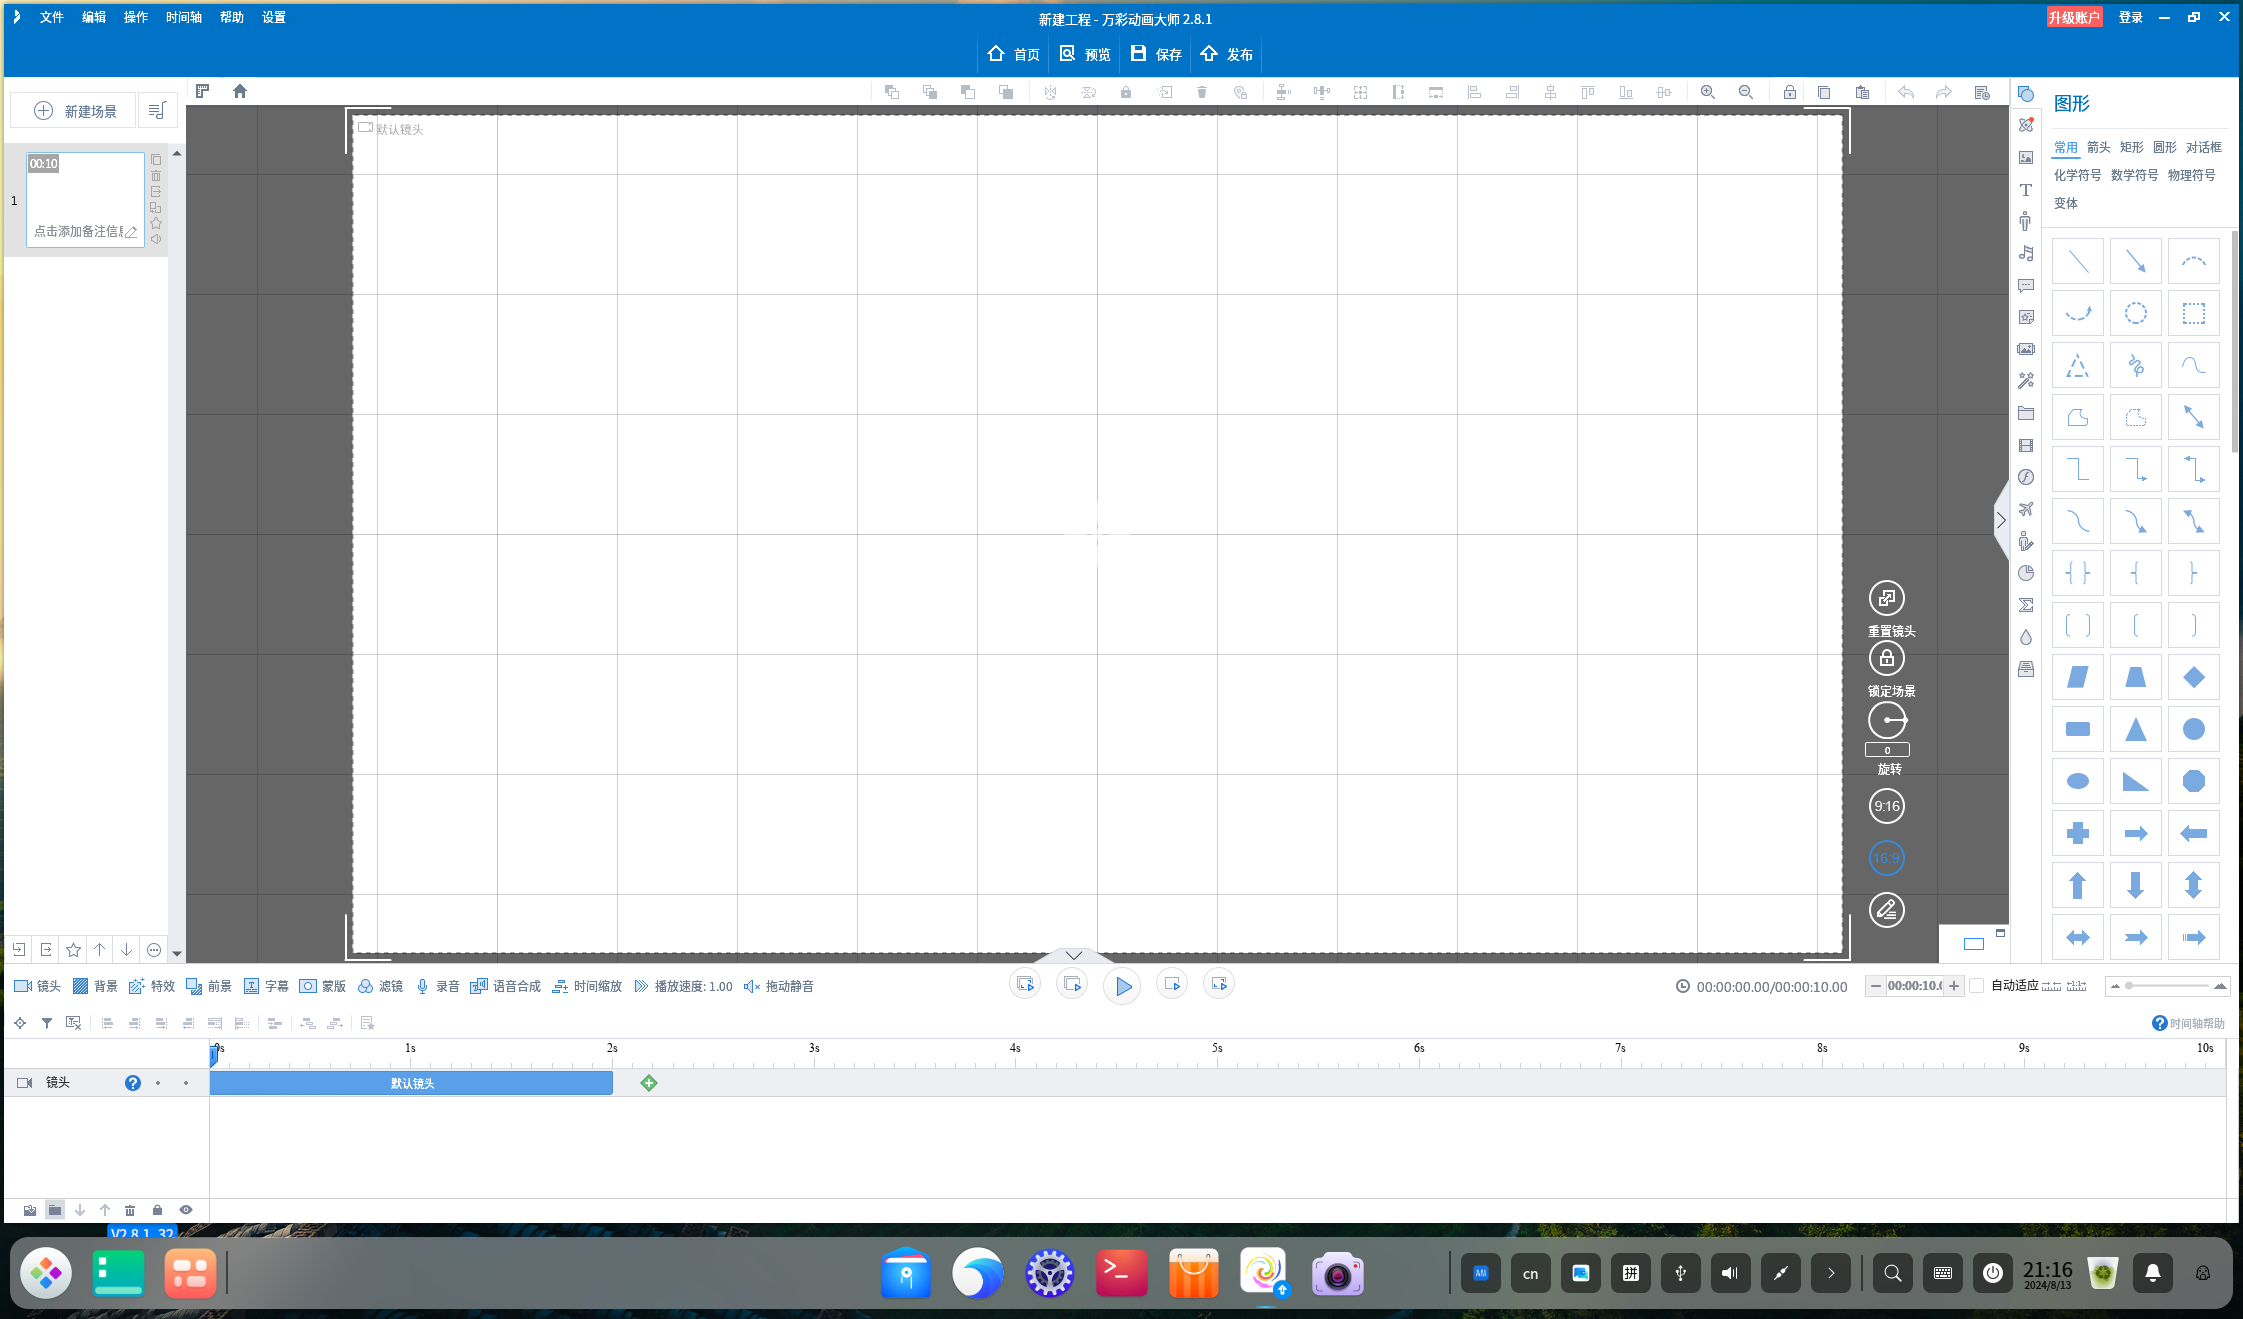 文件 编辑 操作 时间轴 帮助 设置
新建工程 - 万彩动画大师 2.8.1
升级账户 登录
首页 预览 保存 发布
新建场景
00:10
1
点击添加备注信息
默认镜头
重置镜头
锁定场景
0
旋转
9:16
16:9
图形
常用 箭头 矩形 圆形 对话框
化学符号 数学符号 物理符号
变体
镜头 背景 特效 前景 字幕 蒙版 滤镜 录音 语音合成 时间缩放 播放速度: 1.00 拖动静音
00:00:00.00/00:00:10.00
00:00:10.0
自动适应
时间轴帮助
0s 1s 2s 3s 4s 5s 6s 7s 8s 9s 10s
镜头
默认镜头
V2.8.1_32
cn
拼
21:16
2024/8/13